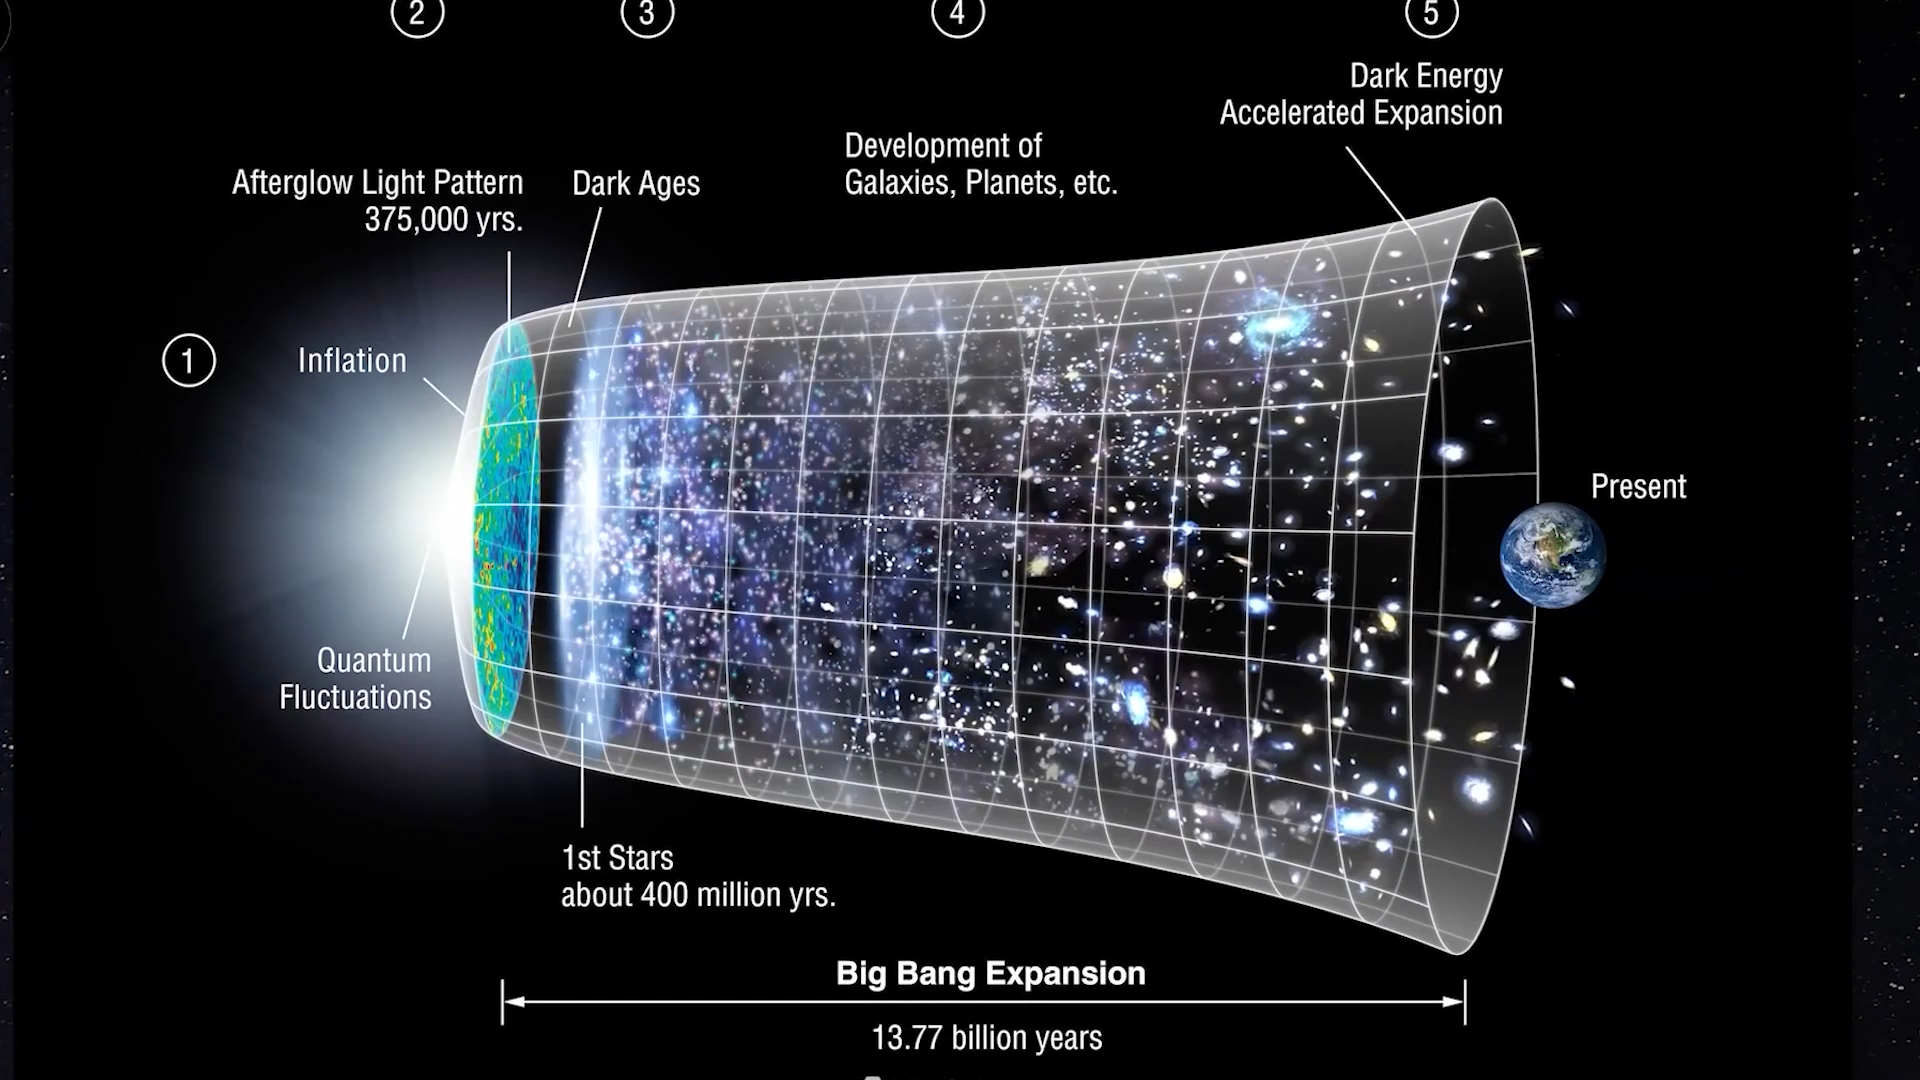 2
3
4
5
Dark Energy
Accelerated Expansion
Development of
Galaxies, Planets, etc.
Afterglow Light Pattern
375,000 yrs.
Dark Ages
1
Inflation
Present
Quantum
Fluctuations
1st Stars
about 400 million yrs.
Big Bang Expansion
13.77 billion years